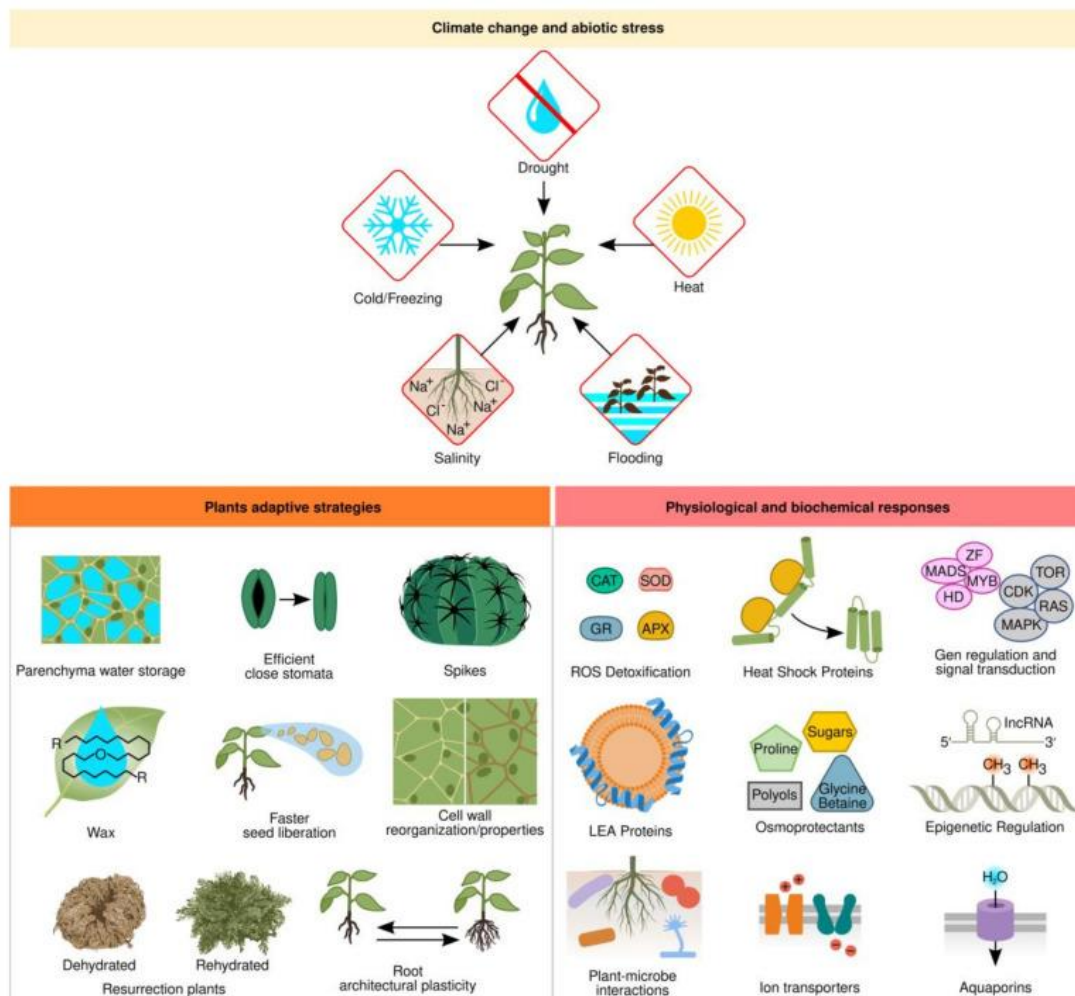 Climate change and abiotic stress
Drought
Cold/Freezing
Heat
Na⁺
Cl⁻
Cl⁻
Na⁺
Na⁺
Salinity
Flooding
Plants adaptive strategies
Parenchyma water storage
Efficient
close stomata
Spikes
R
O
R
Wax
Faster
seed liberation
Cell wall
reorganization/properties
Dehydrated
Rehydrated
Resurrection plants
Root
architectural plasticity
Physiological and biochemical responses
CAT
SOD
GR
APX
ROS Detoxification
Heat Shock Proteins
ZF
MADS
MYB
HD
TOR
CDK
RAS
MAPK
Gen regulation and
signal transduction
LEA Proteins
Proline
Sugars
Polyols
Glycine
Betaine
Osmoprotectants
lncRNA
5′
3′
CH₃
CH₃
Epigenetic Regulation
Plant-microbe
interactions
+
+
−
−
Ion transporters
H₂O
Aquaporins